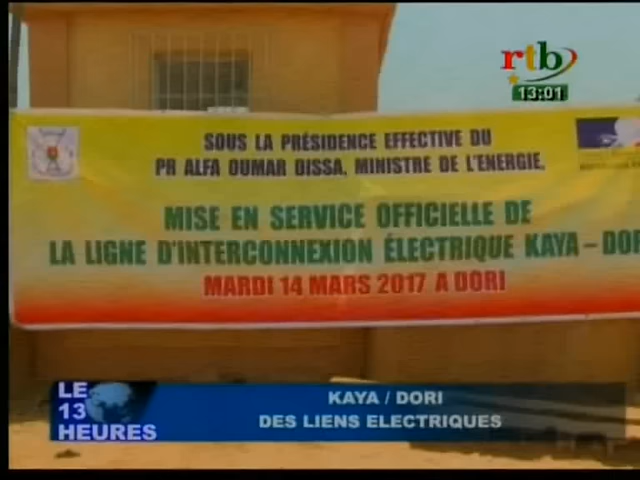 rtb
13:01
SOUS LA PRÉSIDENCE EFFECTIVE DU
PR ALFA OUMAR DISSA, MINISTRE DE L'ENERGIE,
MISE EN SERVICE OFFICIELLE DE
LA LIGNE D'INTERCONNEXION ÉLECTRIQUE KAYA – DOR
MARDI 14 MARS 2017 A DORI
LE
13
HEURES
KAYA / DORI
DES LIENS ELECTRIQUES